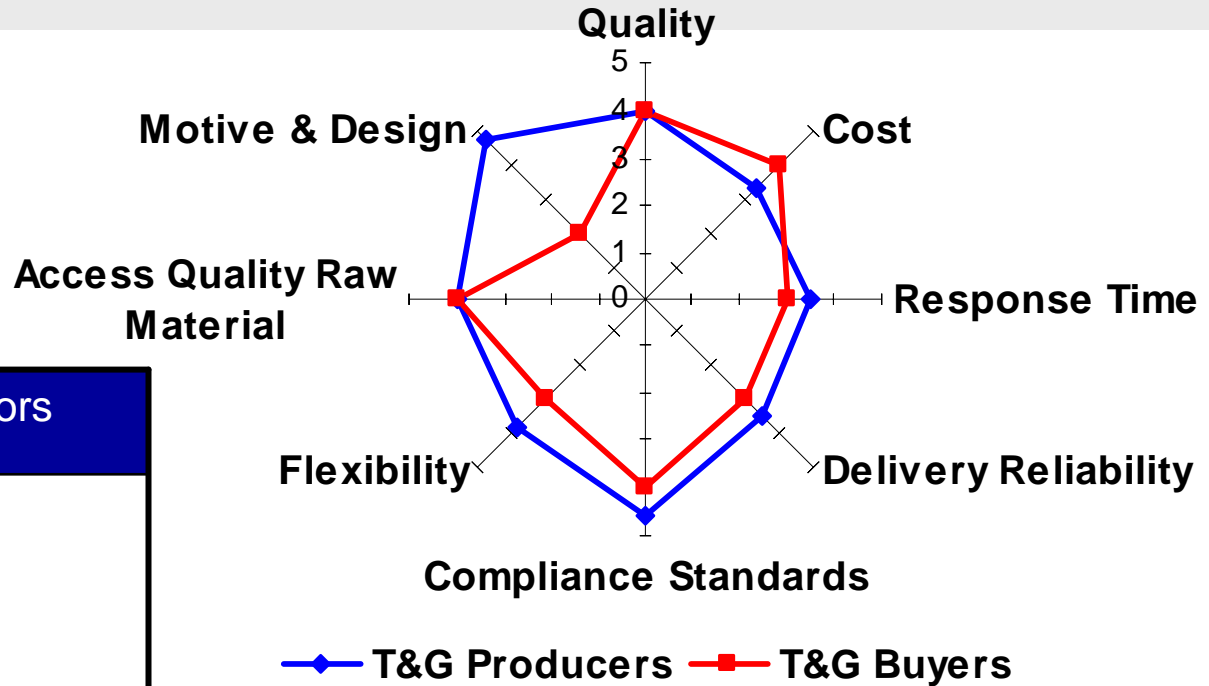 Quality
5
4
3
2
1
0
Motive & Design
Cost
Access Quality Raw
Material
Response Time
ors
Flexibility
Delivery Reliability
Compliance Standards
T&G Producers
T&G Buyers